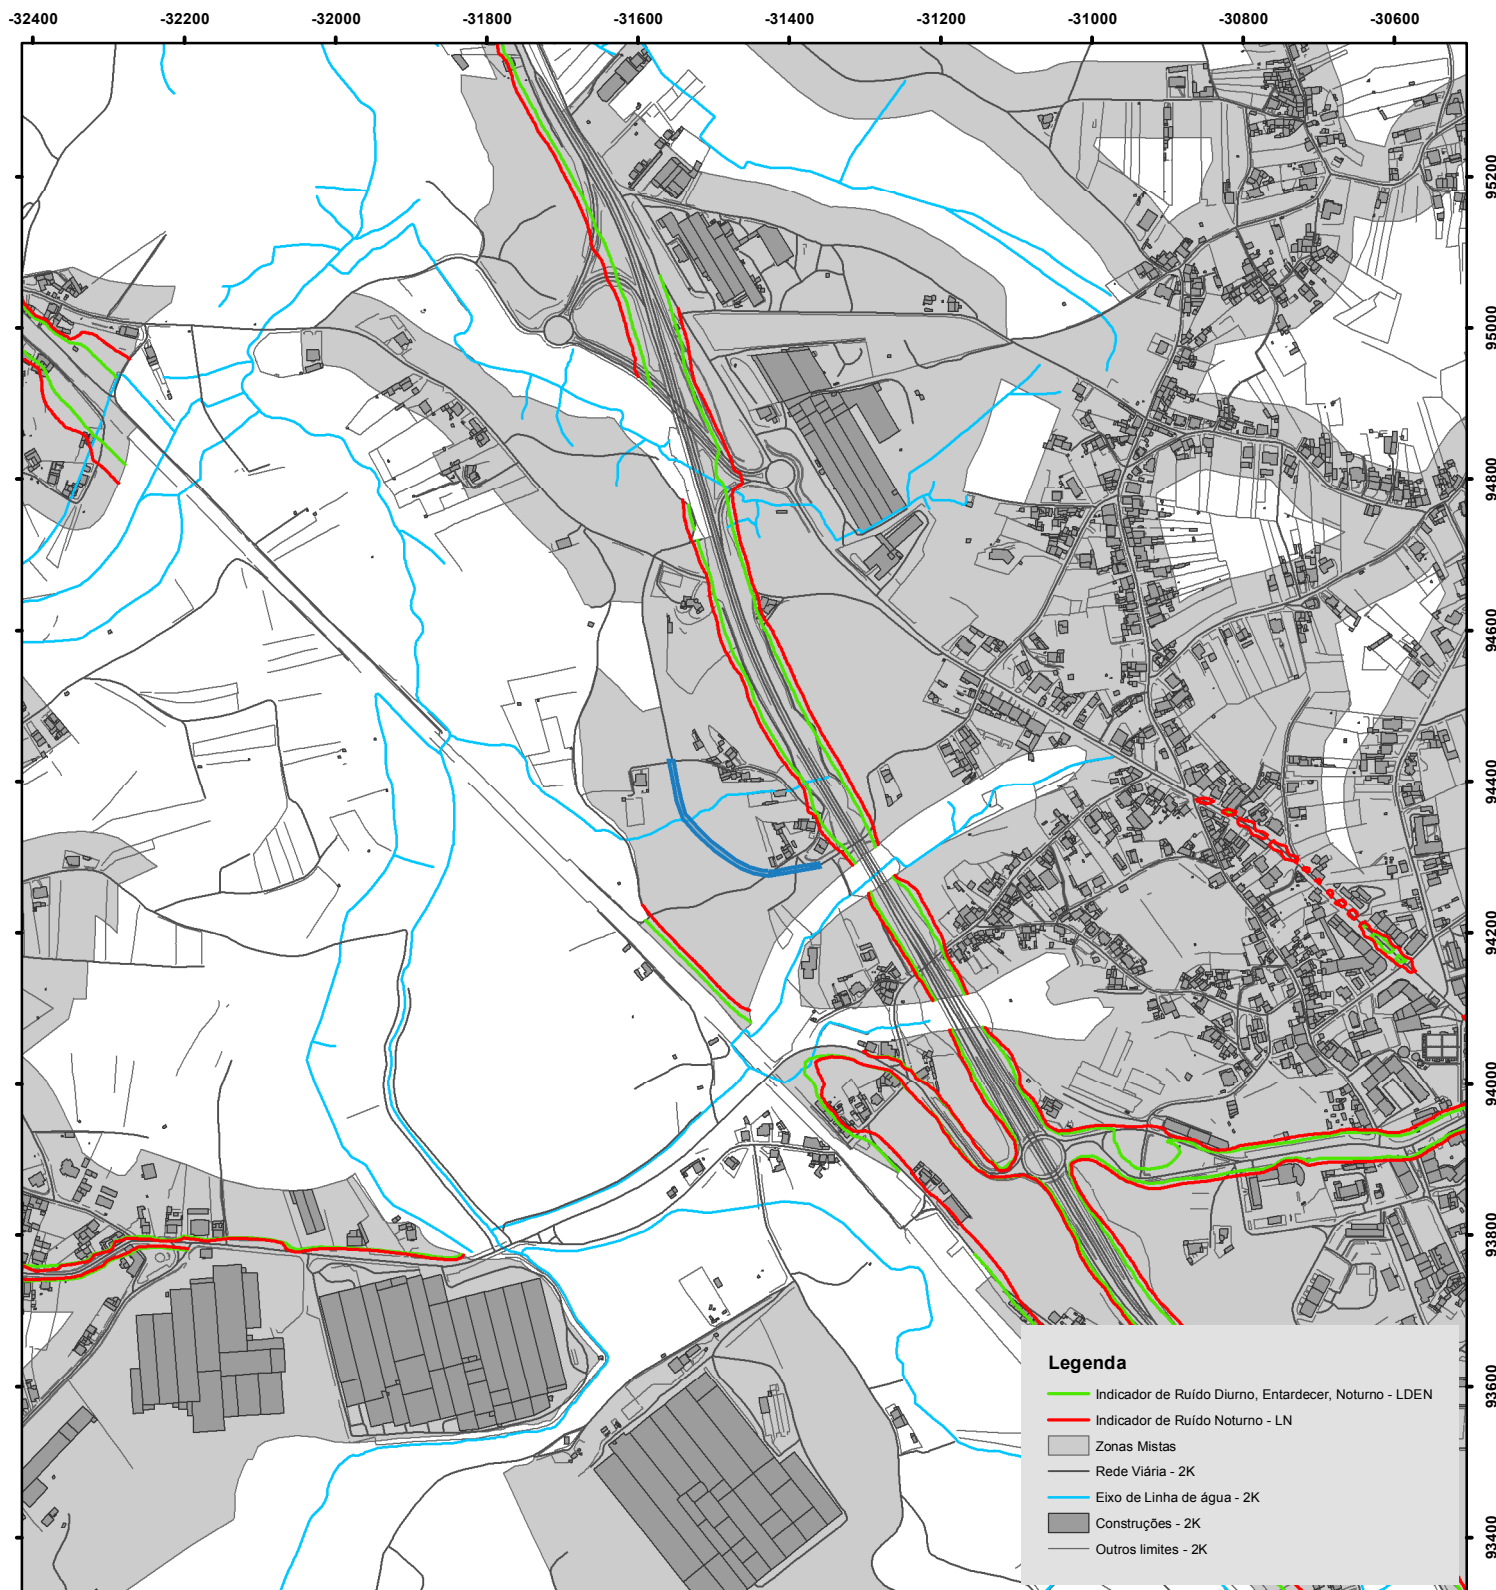 -32400 -32200 -32000 -31800 -31600 -31400 -31200 -31000 -30800 -30600
95200
95000
94800
94600
94400
94200
94000
93800
93600
93400
Legenda
Indicador de Ruído Diurno, Entardecer, Noturno - LDEN
Indicador de Ruído Noturno - LN
Zonas Mistas
Rede Viária - 2K
Eixo de Linha de água - 2K
Construções - 2K
Outros limites - 2K